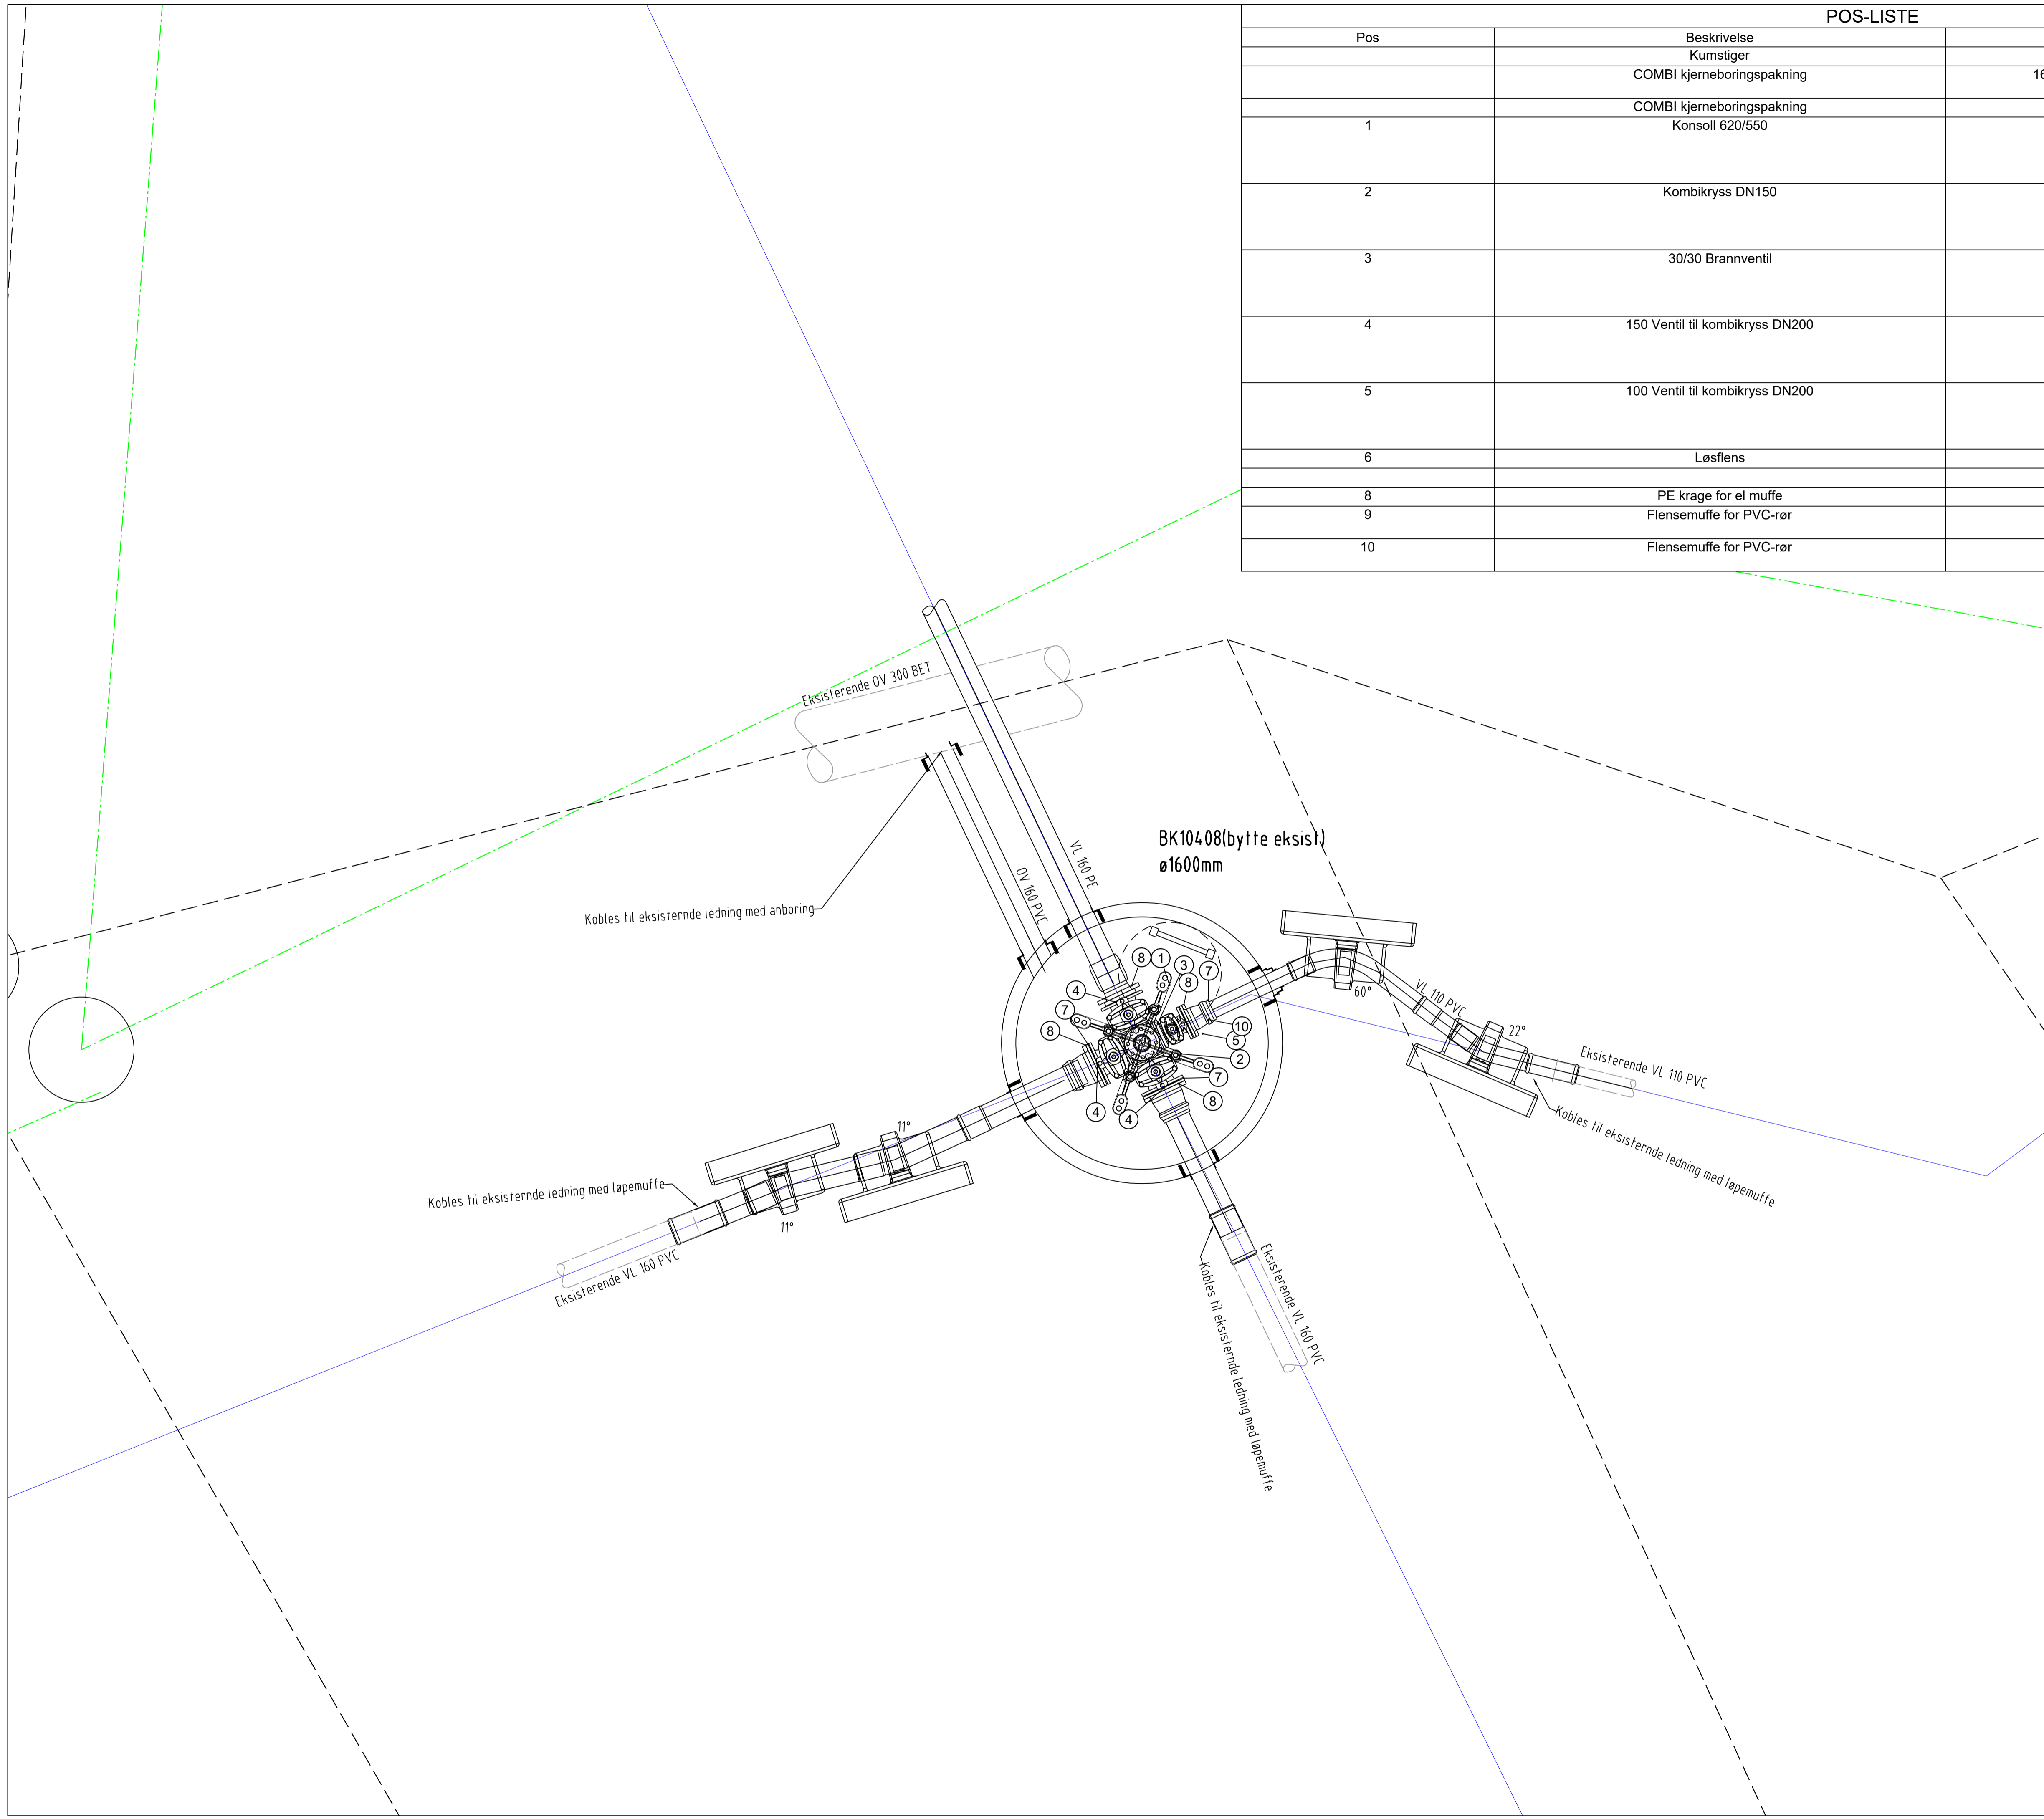 POS-LISTE
Pos Beskrivelse
Kumstiger
COMBI kjerneboringspakning 16
COMBI kjerneboringspakning
1 Konsoll 620/550
2 Kombikryss DN150
3 30/30 Brannventil
4 150 Ventil til kombikryss DN200
5 100 Ventil til kombikryss DN200
6 Løsflens
8 PE krage for el muffe
9 Flensemuffe for PVC-rør
10 Flensemuffe for PVC-rør
Eksisterende OV 300 BET
BK10408(bytte eksist)
ø1600mm
VL 160 PE
OV 160 PVC
Kobles til eksisternde ledning med anboring
8
1
3
8
7
4
7
8
10
5
2
7
8
4
4
60°
VL 110 PVC
22°
Eksisterende VL 110 PVC
Kobles til eksisternde ledning med løpemuffe
11°
11°
Kobles til eksisternde ledning med løpemuffe
Eksisterende VL 160 PVC
Eksisterende VL 160 PVC
Kobles til eksisternde ledning med løpemuffe